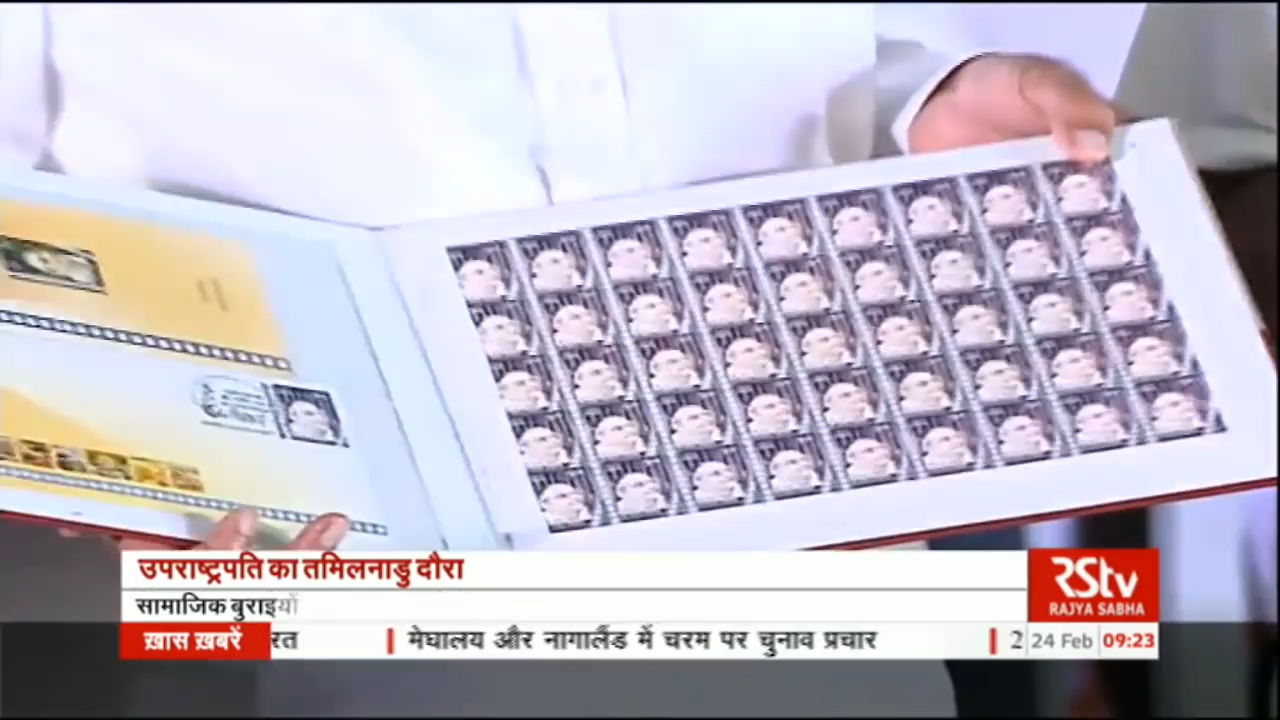 उपराष्ट्रपति का तमिलनाडु दौरा
सामाजिक बुराइयों
RStv
RAJYA SABHA
ख़ास ख़बरें
रत | मेघालय और नागालैंड में चरम पर चुनाव प्रचार | 2
24 Feb 09:23